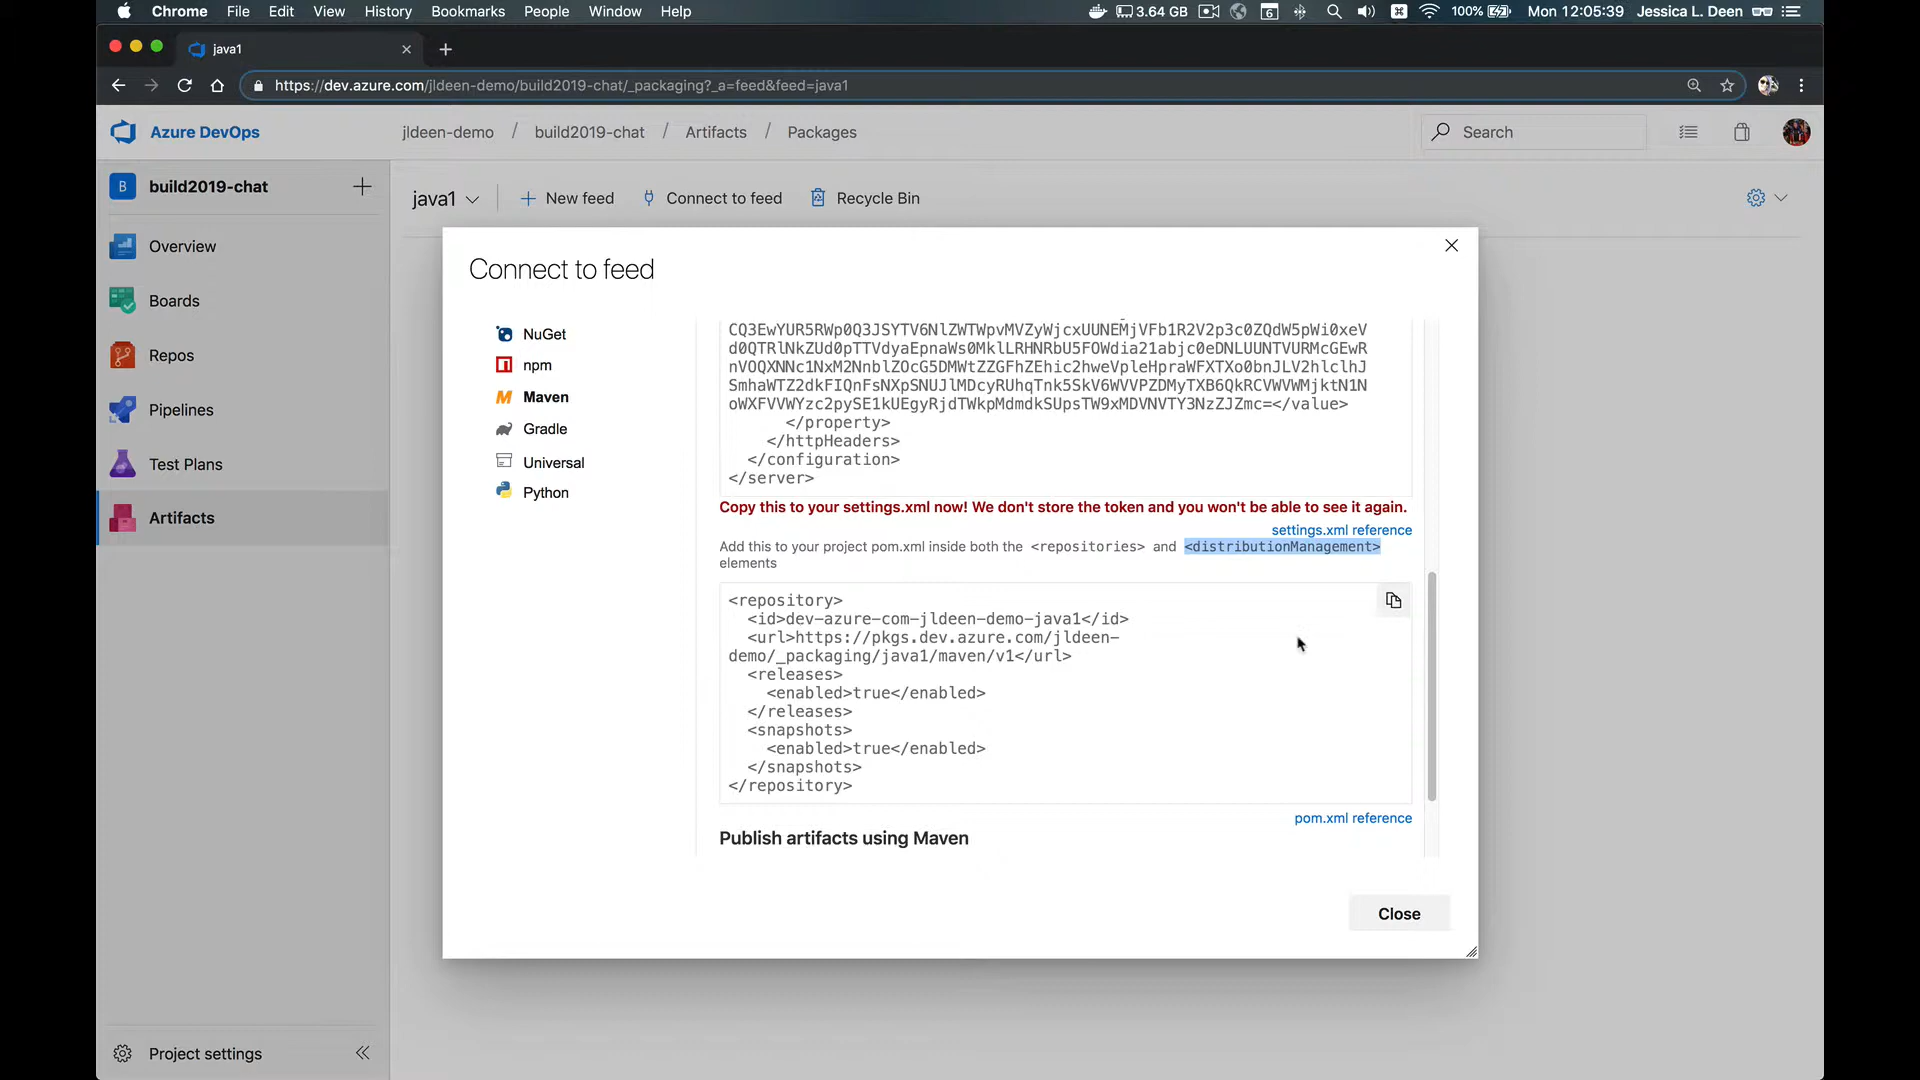 Chrome File Edit View History Bookmarks People Window Help 3.64 GB 6 100% Mon 12:05:39 Jessica L. Deen
java1
https://dev.azure.com/jldeen-demo/build2019-chat/_packaging?_a=feed&feed=java1
Azure DevOps jldeen-demo / build2019-chat / Artifacts / Packages Search
B build2019-chat
java1 New feed Connect to feed Recycle Bin
Overview
Boards
Repos
Pipelines
Test Plans
Artifacts
Project settings
Connect to feed
NuGet
npm
Maven
Gradle
Universal
Python
</property>
</httpHeaders>
</configuration>
</server>
Copy this to your settings.xml now! We don't store the token and you won't be able to see it again.
settings.xml reference
Add this to your project pom.xml inside both the <repositories> and <distributionManagement>
elements
<repository>
<id>dev-azure-com-jldeen-demo-java1</id>
<url>https://pkgs.dev.azure.com/jldeen-
demo/_packaging/java1/maven/v1</url>
<releases>
<enabled>true</enabled>
</releases>
<snapshots>
<enabled>true</enabled>
</snapshots>
</repository>
pom.xml reference
Publish artifacts using Maven
Close